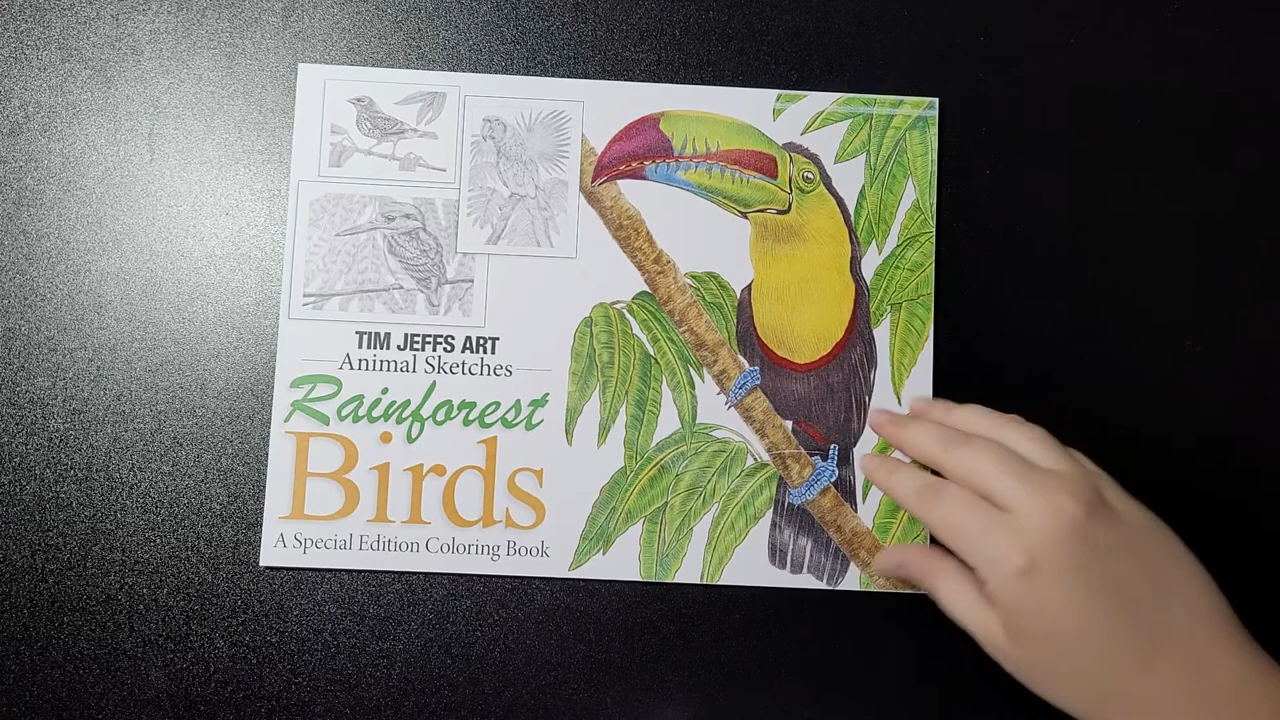 TIM JEFFS ART
Animal Sketches
Rainforest
Birds
A Special Edition Coloring Book